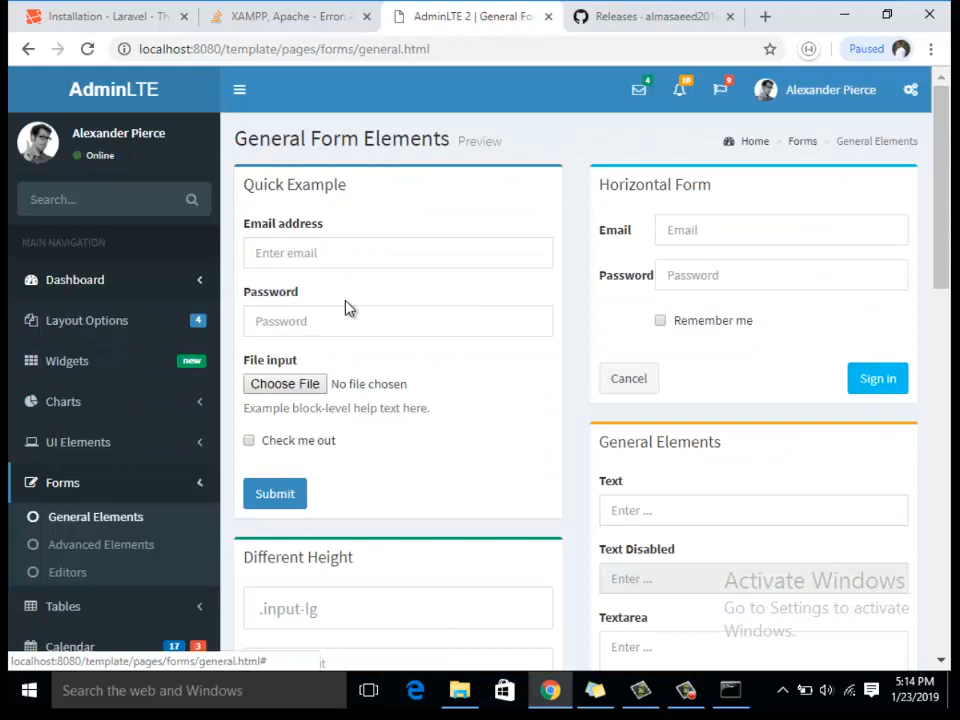 Installation - Laravel - Th
XAMPP, Apache - Error: A
AdminLTE 2 | General Fo
Releases · almasaeed201
localhost:8080/template/pages/forms/general.html
Paused
AdminLTE
4
10
9
Alexander Pierce
Alexander Pierce
Online
Search...
MAIN NAVIGATION
Dashboard
Layout Options 4
Widgets new
Charts
UI Elements
Forms
General Elements
Advanced Elements
Editors
Tables
Calendar 17 3
localhost:8080/template/pages/forms/general.html#
General Form Elements Preview
Home > Forms > General Elements
Quick Example
Email address
Enter email
Password
Password
File input
Choose File No file chosen
Example block-level help text here.
Check me out
Submit
Different Height
.input-lg
Horizontal Form
Email Email
Password Password
Remember me
Cancel Sign in
General Elements
Text
Enter ...
Text Disabled
Enter ...
Textarea
Enter ...
Activate Windows
Go to Settings to activate
Windows.
Search the web and Windows
5:14 PM
1/23/2019